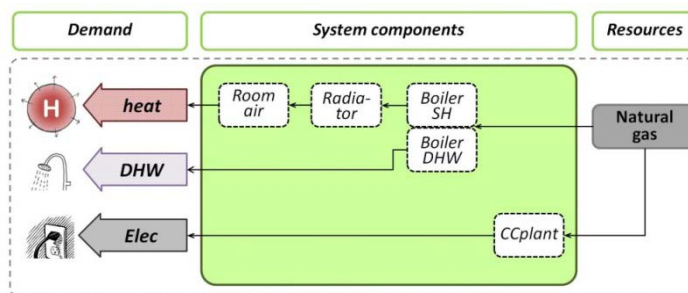 Demand
System components
Resources
H
heat
Room
air
Radia-
tor
Boiler
SH
Natural
gas
Boiler
DHW
DHW
Elec
CCplant